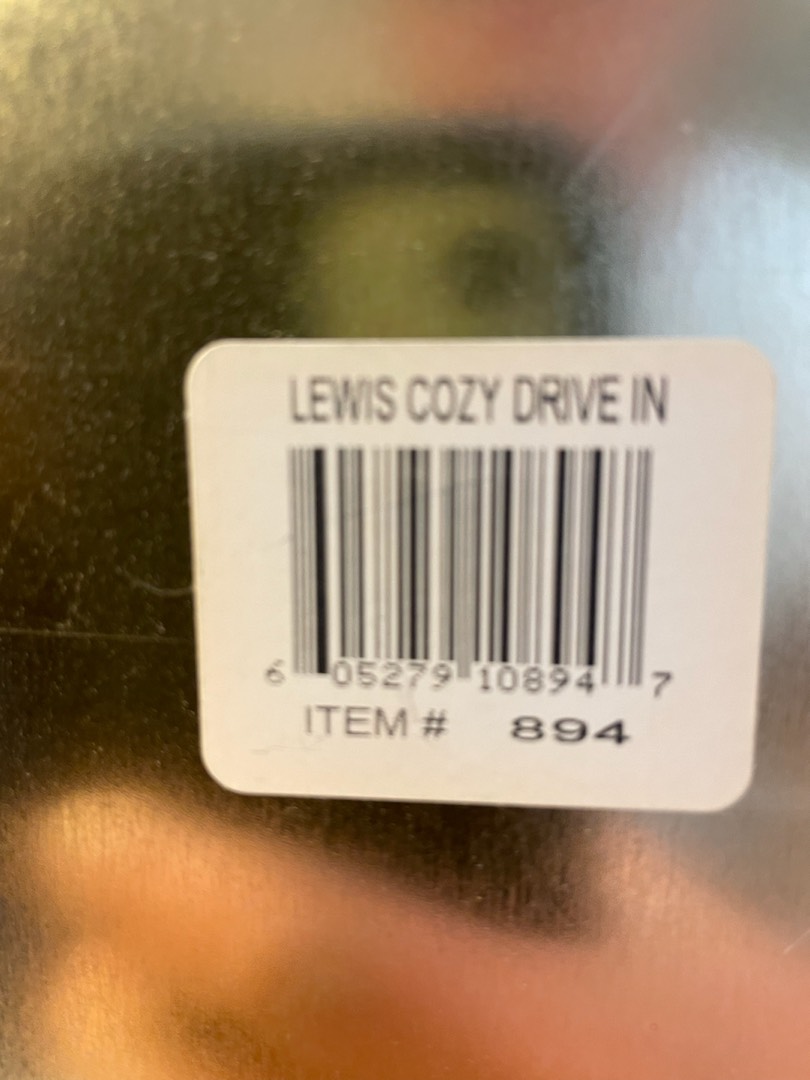 LEWIS COZY DRIVE IN
6 05279 10894 7
ITEM # 894